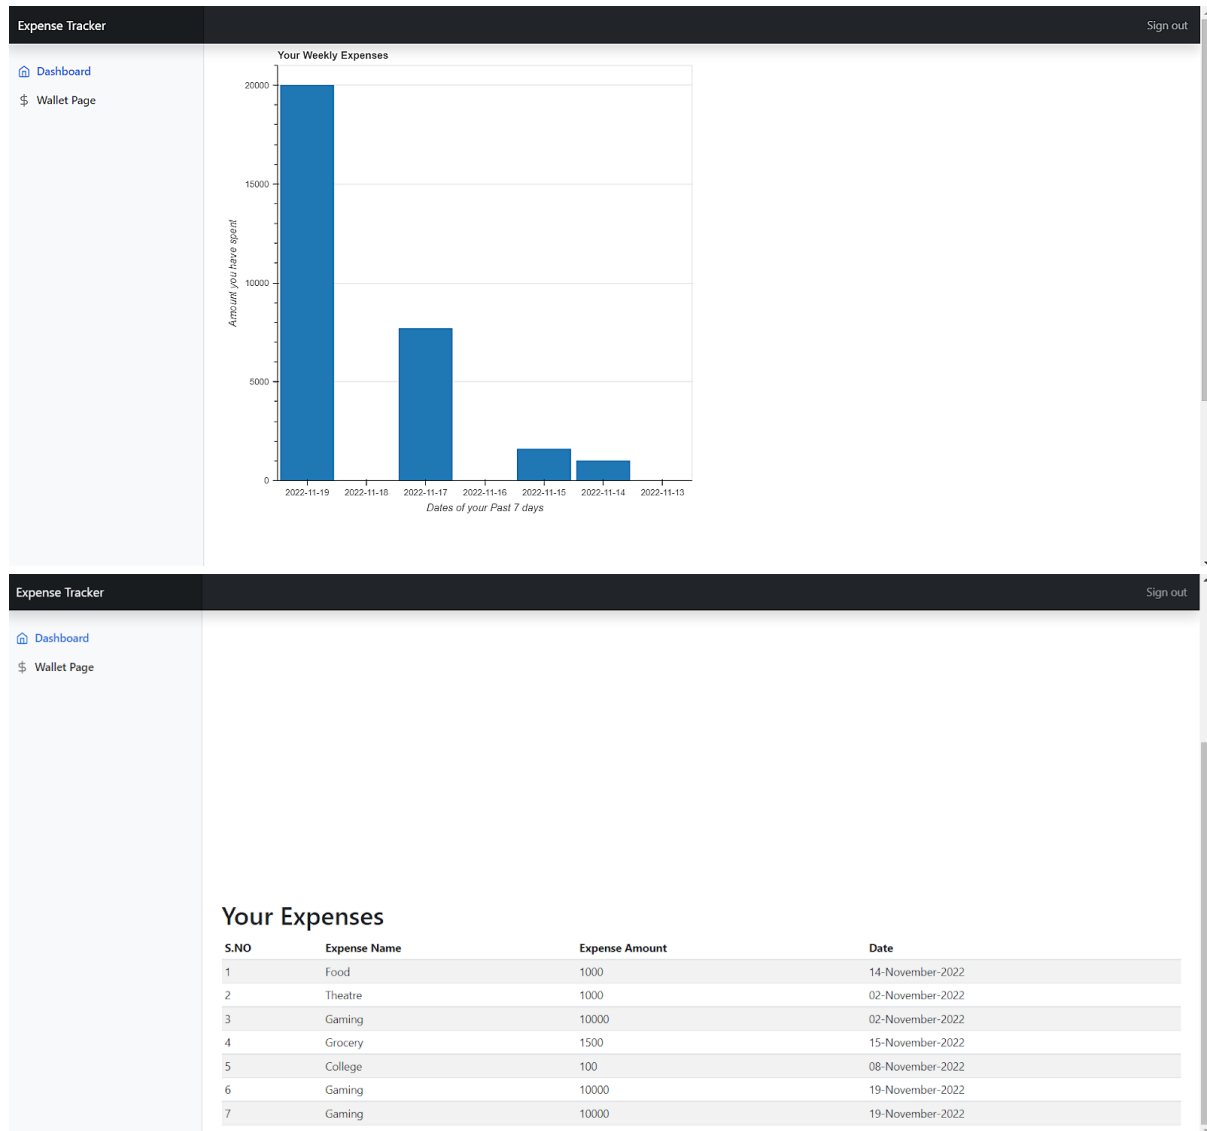 Expense Tracker Sign out
Dashboard
Wallet Page
Your Weekly Expenses
20000
15000
10000
5000
0
Amount you have spent
2022-11-19 2022-11-18 2022-11-17 2022-11-16 2022-11-15 2022-11-14 2022-11-13
Dates of your Past 7 days
Expense Tracker Sign out
Dashboard
$ Wallet Page
Your Expenses
S.NO Expense Name Expense Amount Date
1 Food 1000 14-November-2022
2 Theatre 1000 02-November-2022
3 Gaming 10000 02-November-2022
4 Grocery 1500 15-November-2022
5 College 100 08-November-2022
6 Gaming 10000 19-November-2022
7 Gaming 10000 19-November-2022